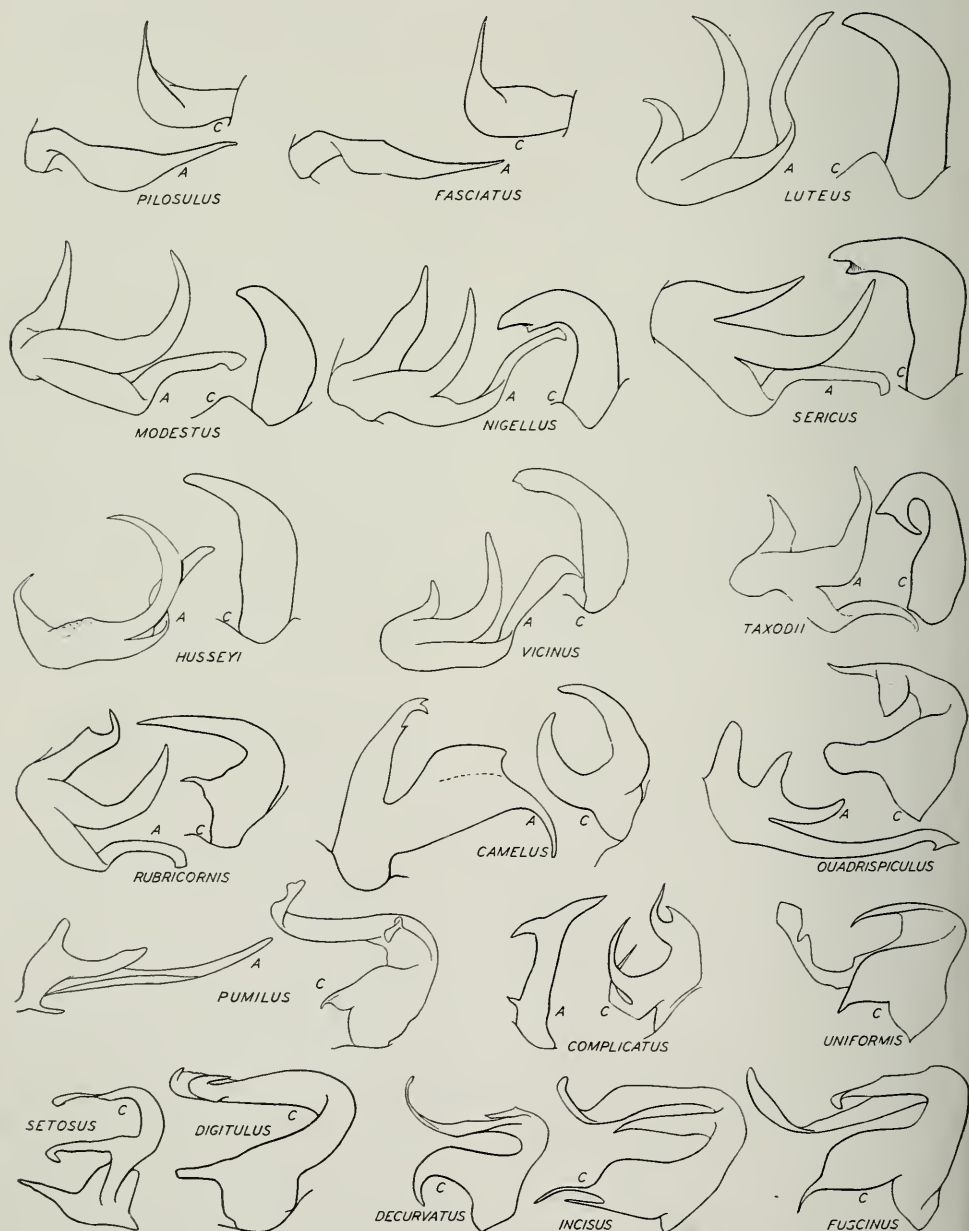 C
C
A
A
PILOSULUS
FASCIATUS
A
C
LUTEUS
A
C
MODESTUS
A
C
NIGELLUS
C
A
SERICUS
A
C
HUSSEYI
A
C
VICINUS
A
C
TAXODII
A
C
RUBRICORNIS
A
C
CAMELUS
A
C
QUADRISPICULUS
A
C
PUMILUS
A
C
COMPLICATUS
C
UNIFORMIS
SETOSUS
C
DIGITULUS
C
C
DECURVATUS
C
INCISUS
C
FUSCINUS